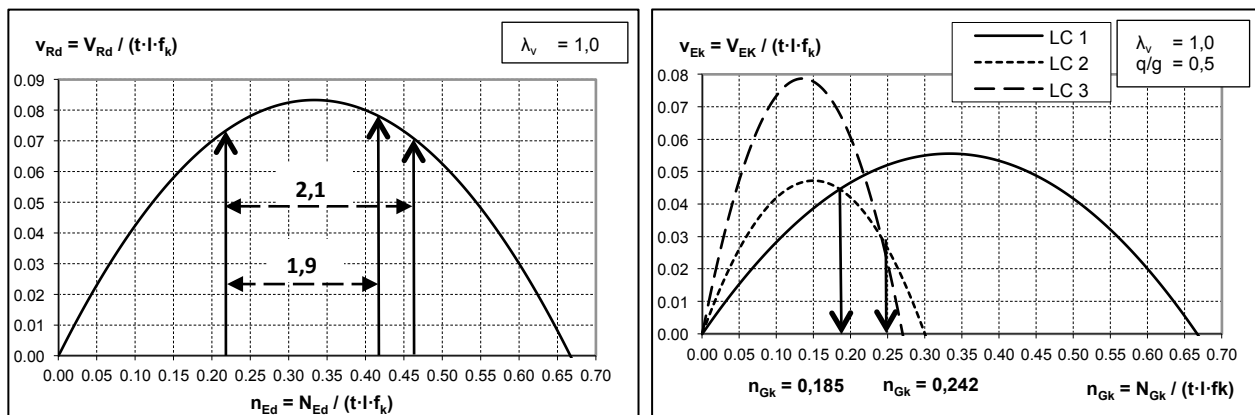 v_Rd = V_Rd / (t·l·f_k)
λ_v = 1,0
0.09
0.08
0.07
0.06
0.05
0.04
0.03
0.02
0.01
0.00
2,1
1,9
0.00 0.05 0.10 0.15 0.20 0.25 0.30 0.35 0.40 0.45 0.50 0.55 0.60 0.65 0.70
n_Ed = N_Ed / (t·l·f_k)
v_Ek = V_EK / (t·l·f_k)
LC 1
LC 2
LC 3
λ_v = 1,0
q/g = 0,5
0.08
0.07
0.06
0.05
0.04
0.03
0.02
0.01
0.00
0.00 0.05 0.10 0.15 0.20 0.25 0.30 0.35 0.40 0.45 0.50 0.55 0.60 0.65 0.70
n_Gk = 0,185 n_Gk = 0,242 n_Gk = N_Gk / (t·l·fk)